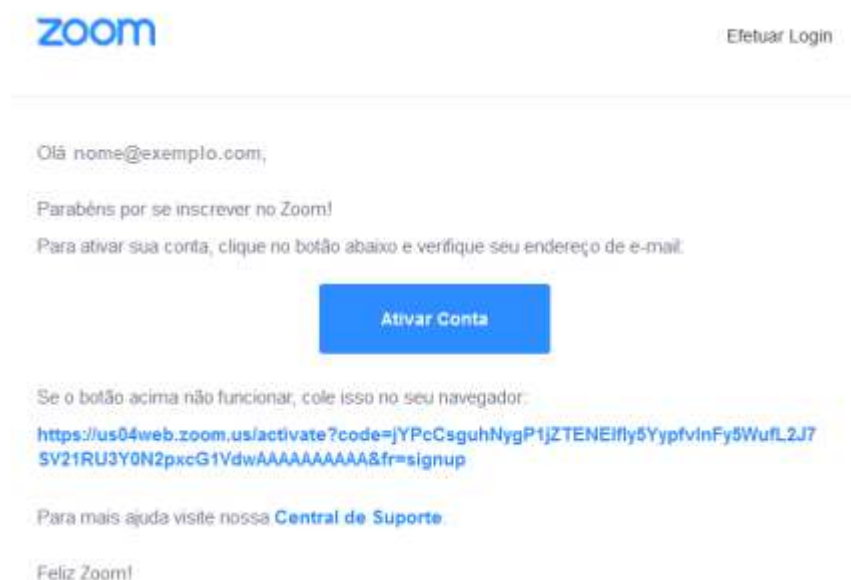 zoom
Efetuar Login
Olá nome@exemplo.com,
Parabéns por se inscrever no Zoom!
Para ativar sua conta, clique no botão abaixo e verifique seu endereço de e-mail:
Ativar Conta
Se o botão acima não funcionar, cole isso no seu navegador:
https://us04web.zoom.us/activate?code=jYPcCsguhNygP1jZTENEIfly5YypfvInFy5WufL2J7
SV21RU3Y0N2pxcG1VdwAAAAAAAAAA&fr=signup
Para mais ajuda visite nossa Central de Suporte.
Feliz Zoom!